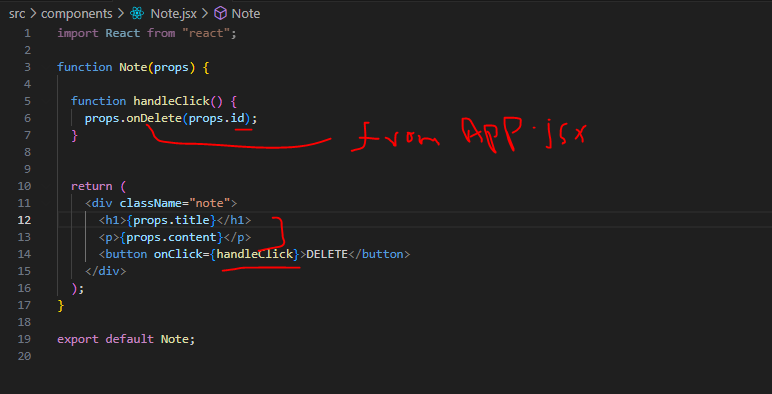 src > components > Note.jsx > Note
1 import React from "react";
2
3 function Note(props) {
4
5 function handleClick() {
6 props.onDelete(props.id);
7 }
8
9
10 return (
11 <div className="note">
12 <h1>{props.title}</h1>
13 <p>{props.content}</p>
14 <button onClick={handleClick}>DELETE</button>
15 </div>
16 );
17 }
18
19 export default Note;
20
from APP.jsx